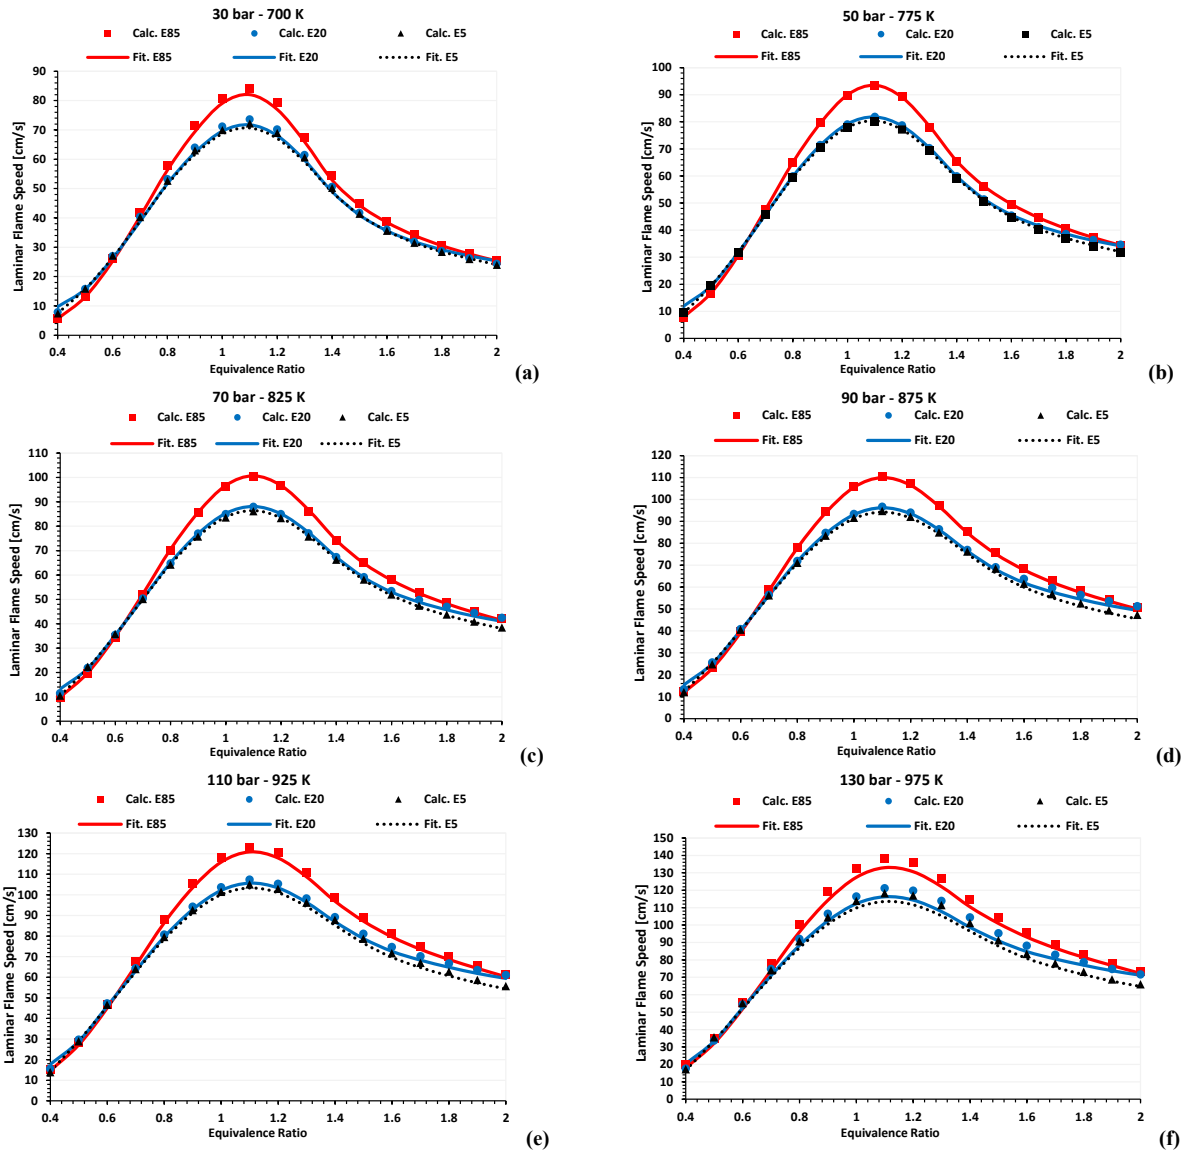 30 bar - 700 K
Calc. E85 Calc. E20 Calc. E5
Fit. E85 Fit. E20 Fit. E5
90
80
70
60
50
40
30
20
10
0
Laminar Flame Speed [cm/s]
0.4 0.6 0.8 1 1.2 1.4 1.6 1.8 2
Equivalence Ratio
(a)
50 bar - 775 K
Calc. E85 Calc. E20 Calc. E5
Fit. E85 Fit. E20 Fit. E5
100
90
80
70
60
50
40
30
20
10
0
Laminar Flame Speed [cm/s]
0.4 0.6 0.8 1 1.2 1.4 1.6 1.8 2
Equivalence Ratio
(b)
70 bar - 825 K
Calc. E85 Calc. E20 Calc. E5
Fit. E85 Fit. E20 Fit. E5
110
100
90
80
70
60
50
40
30
20
10
0
Laminar Flame Speed [cm/s]
0.4 0.6 0.8 1 1.2 1.4 1.6 1.8 2
Equivalence Ratio
(c)
90 bar - 875 K
Calc. E85 Calc. E20 Calc. E5
Fit. E85 Fit. E20 Fit. E5
120
110
100
90
80
70
60
50
40
30
20
10
0
Laminar Flame Speed [cm/s]
0.4 0.6 0.8 1 1.2 1.4 1.6 1.8 2
Equivalence Ratio
(d)
110 bar - 925 K
Calc. E85 Calc. E20 Calc. E5
Fit. E85 Fit. E20 Fit. E5
130
120
110
100
90
80
70
60
50
40
30
20
10
0
Laminar Flame Speed [cm/s]
0.4 0.6 0.8 1 1.2 1.4 1.6 1.8 2
Equivalence Ratio
(e)
130 bar - 975 K
Calc. E85 Calc. E20 Calc. E5
Fit. E85 Fit. E20 Fit. E5
150
140
130
120
110
100
90
80
70
60
50
40
30
20
10
0
Laminar Flame Speed [cm/s]
0.4 0.6 0.8 1 1.2 1.4 1.6 1.8 2
Equivalence Ratio
(f)